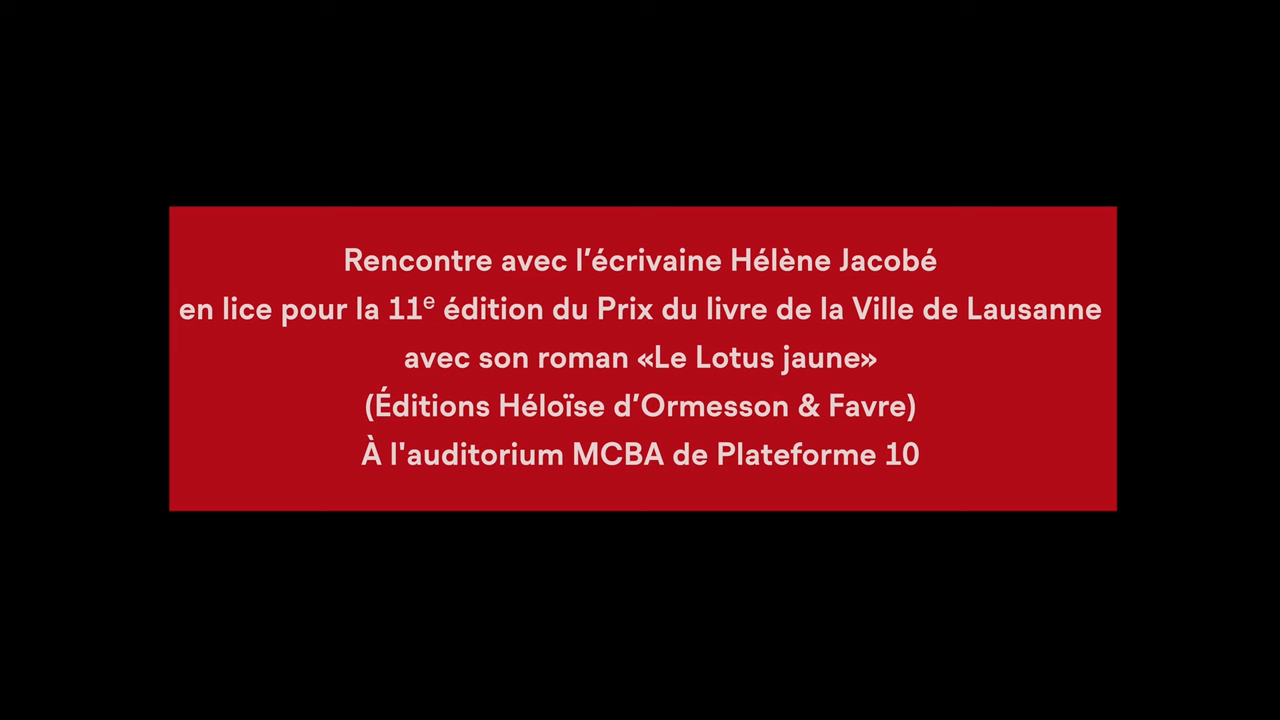 Rencontre avec l’écrivaine Hélène Jacobé
en lice pour la 11ᵉ édition du Prix du livre de la Ville de Lausanne
avec son roman «Le Lotus jaune»
(Éditions Héloïse d’Ormesson & Favre)
À l'auditorium MCBA de Plateforme 10